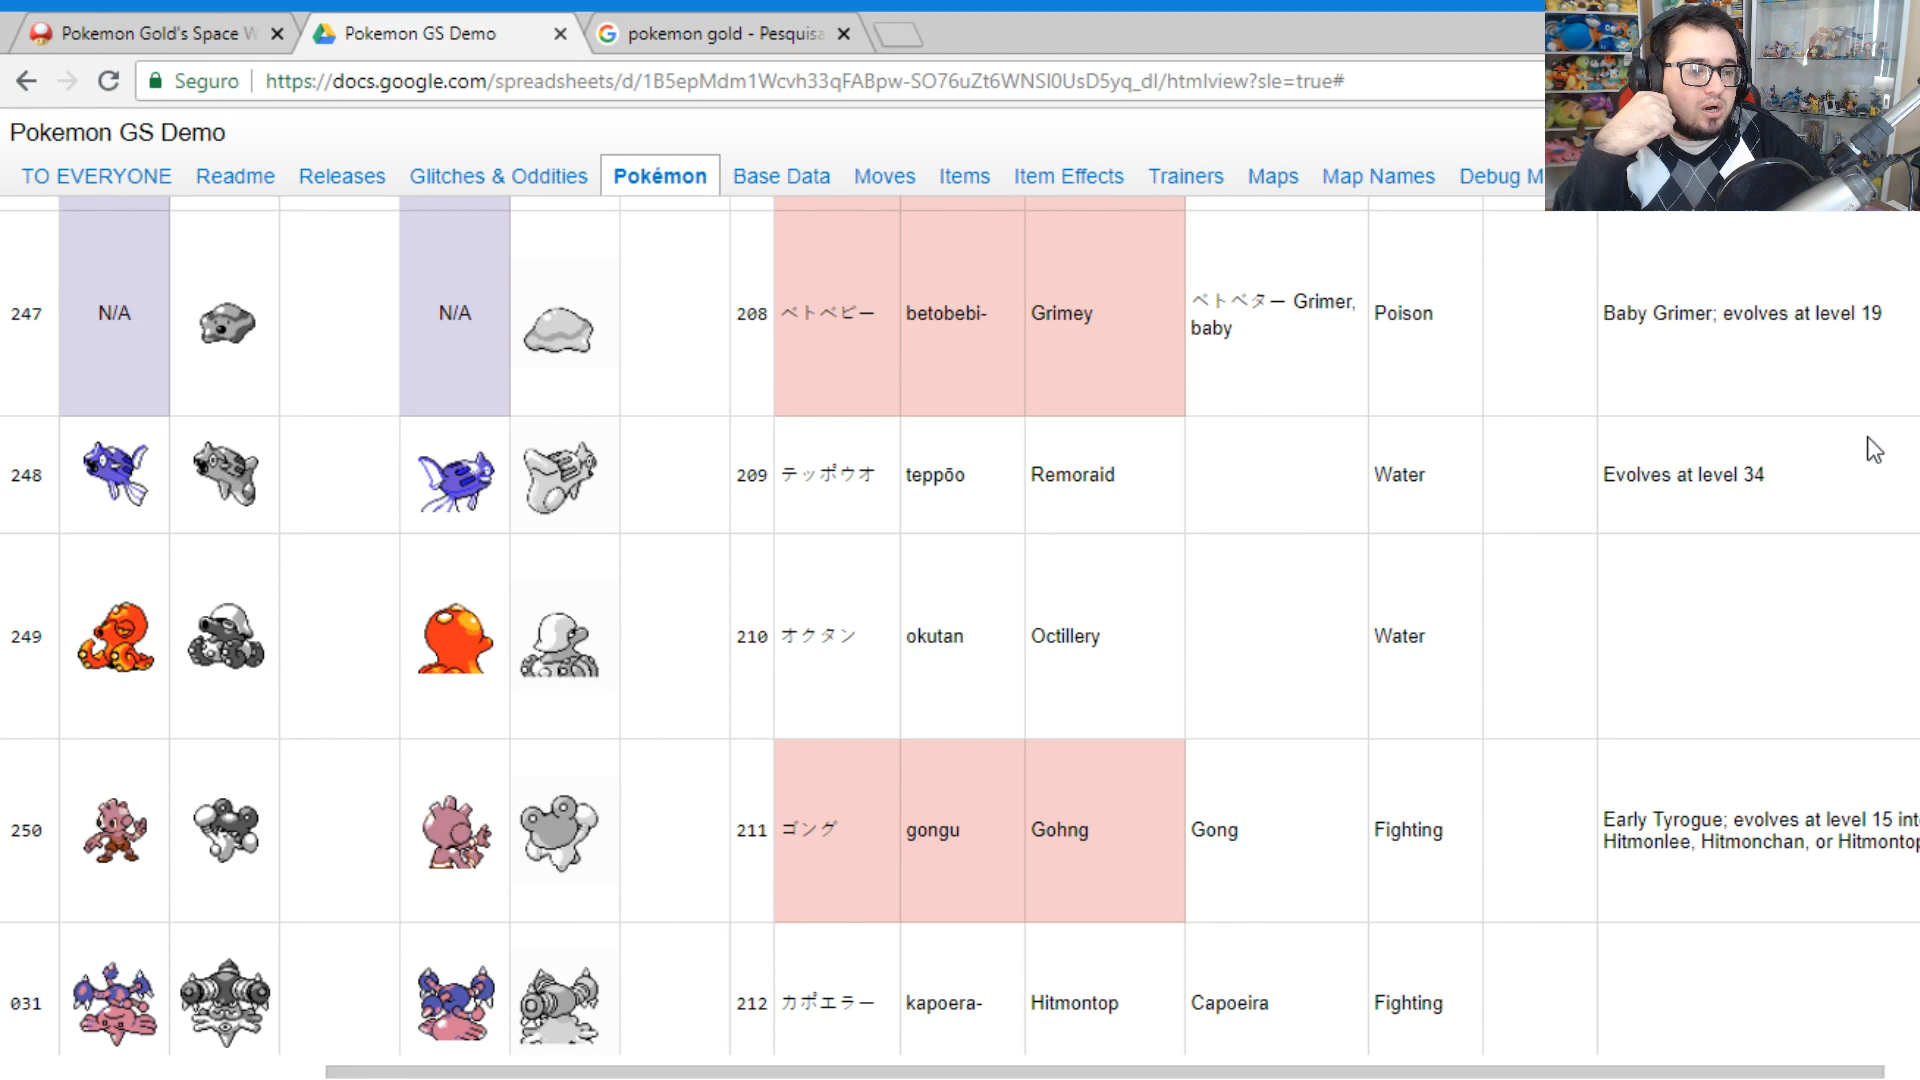 Pokemon Gold's Space W
Pokemon GS Demo
pokemon gold - Pesquisa
Seguro https://docs.google.com/spreadsheets/d/1B5epMdm1Wcvh33qFABpw-SO76uZt6WNSl0UsD5yq_dI/htmlview?sle=true#
Pokemon GS Demo
TO EVERYONE Readme Releases Glitches & Oddities Pokémon Base Data Moves Items Item Effects Trainers Maps Map Names Debug M
247 N/A N/A 208 ベトベビー betobebi- Grimey ベトベター Grimer, baby Poison Baby Grimer; evolves at level 19
248 209 テッポウオ teppōo Remoraid Water Evolves at level 34
249 210 オクタン okutan Octillery Water
250 211 ゴング gongu Gohng Gong Fighting Early Tyrogue; evolves at level 15 int
Hitmonlee, Hitmonchan, or Hitmontop
031 212 カポエラー kapoera- Hitmontop Capoeira Fighting